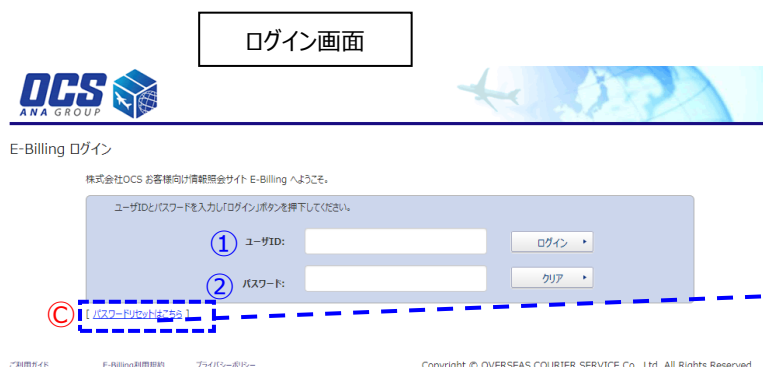 ログイン画面
OCS
ANA GROUP
E-Billing ログイン
株式会社OCS お客様向け情報照会サイト E-Billing へようこそ。
ユーザIDとパスワードを入力し「ログイン」ボタンを押下してください。
① ユーザID: ログイン
② パスワード: クリア
Ⓒ [ パスワードリセットはこちら ]
ご利用ガイド E-Billing利用規約 プライバシーポリシー Copyright © OVERSEAS COURIER SERVICE Co., Ltd. All Rights Reserved.